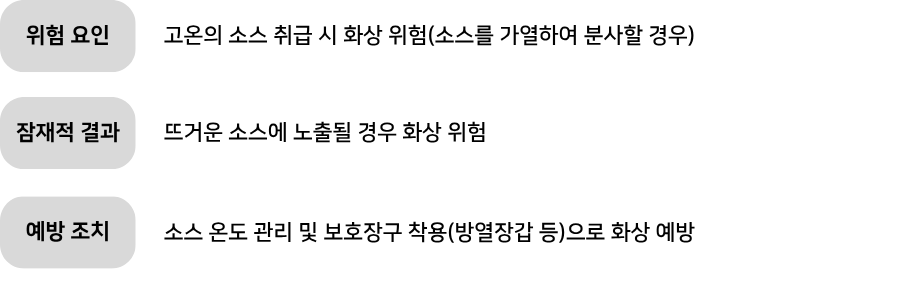 위험 요인 고온의 소스 취급 시 화상 위험(소스를 가열하여 분사할 경우)
잠재적 결과 뜨거운 소스에 노출될 경우 화상 위험
예방 조치 소스 온도 관리 및 보호장구 착용(방열장갑 등)으로 화상 예방